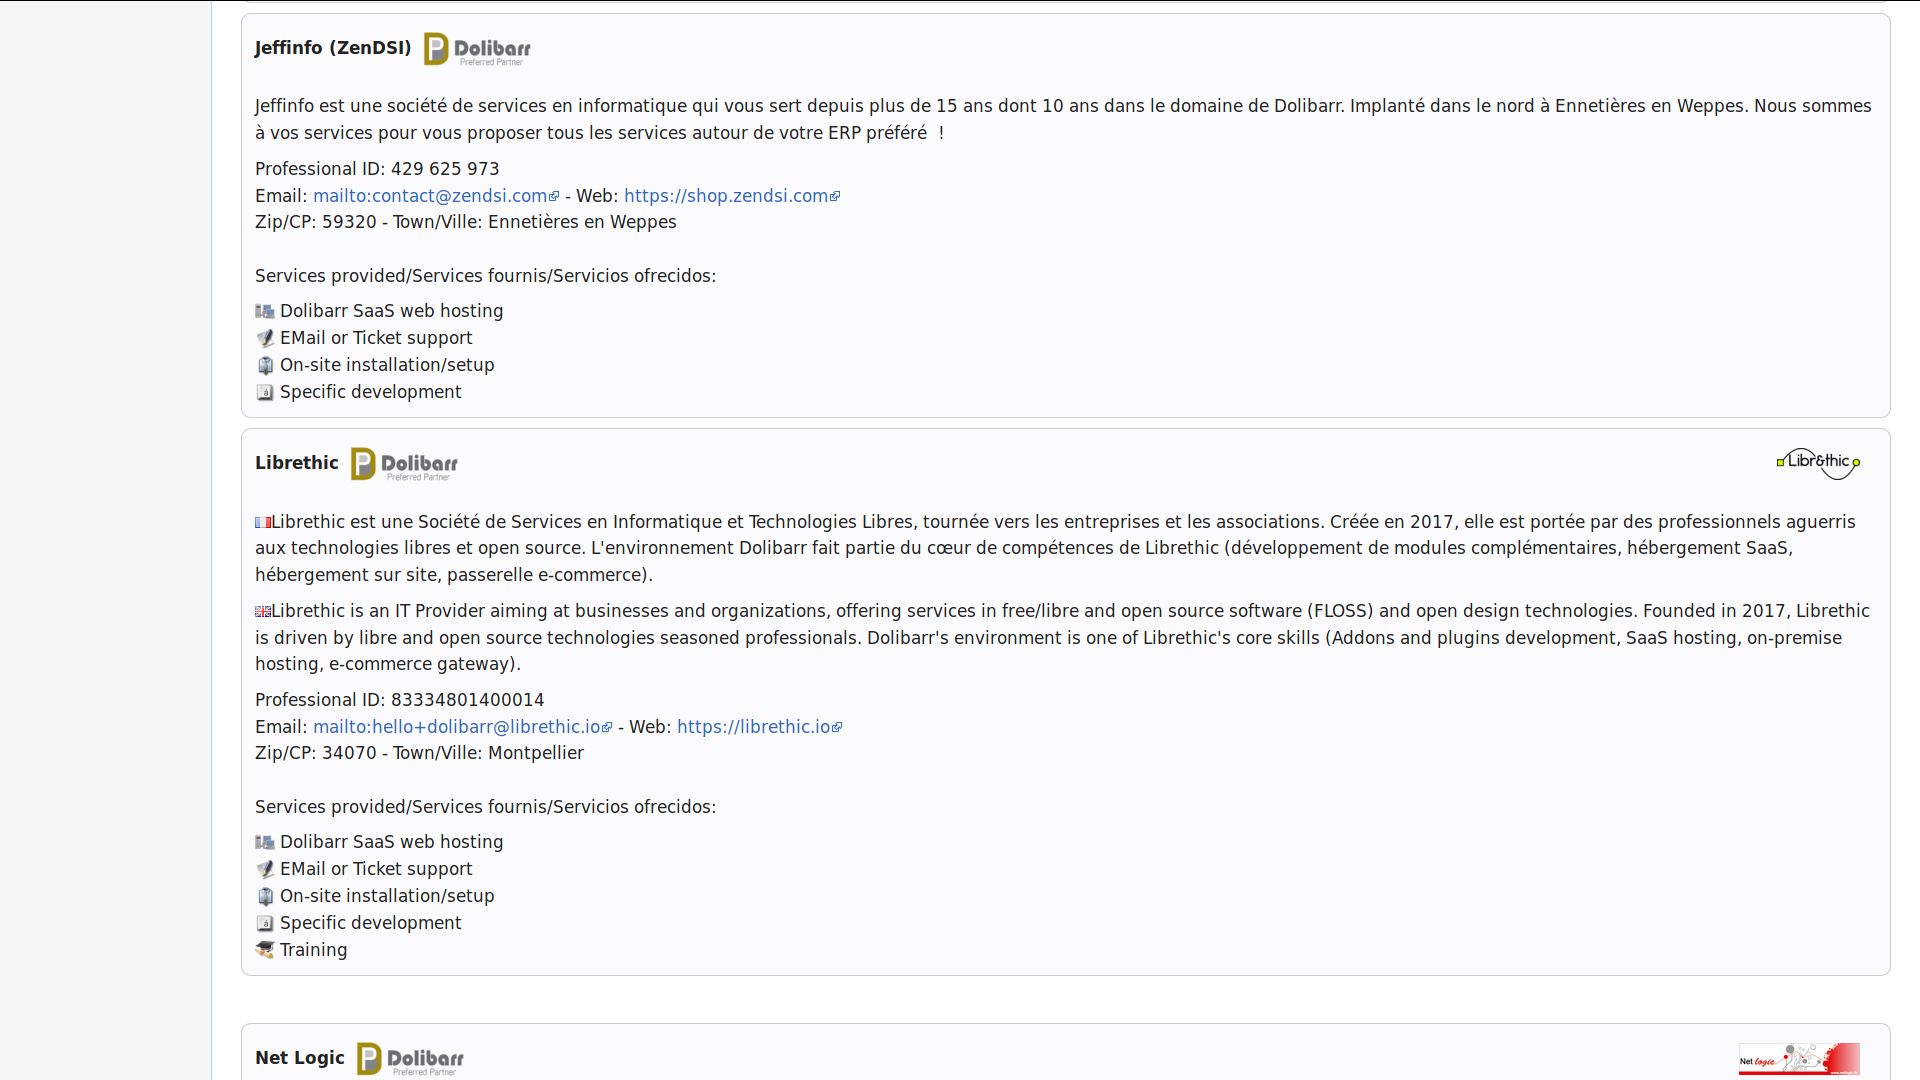 Jeffinfo (ZenDSI) Dolibarr
Preferred Partner
Jeffinfo est une société de services en informatique qui vous sert depuis plus de 15 ans dont 10 ans dans le domaine de Dolibarr. Implanté dans le nord à Ennetières en Weppes. Nous sommes
à vos services pour vous proposer tous les services autour de votre ERP préféré  !
Professional ID: 429 625 973
Email: mailto:contact@zendsi.com - Web: https://shop.zendsi.com
Zip/CP: 59320 - Town/Ville: Ennetières en Weppes
Services provided/Services fournis/Servicios ofrecidos:
Dolibarr SaaS web hosting
EMail or Ticket support
On-site installation/setup
Specific development
Librethic Dolibarr
Preferred Partner
Libr&thic
Librethic est une Société de Services en Informatique et Technologies Libres, tournée vers les entreprises et les associations. Créée en 2017, elle est portée par des professionnels aguerris
aux technologies libres et open source. L'environnement Dolibarr fait partie du cœur de compétences de Librethic (développement de modules complémentaires, hébergement SaaS,
hébergement sur site, passerelle e-commerce).
Librethic is an IT Provider aiming at businesses and organizations, offering services in free/libre and open source software (FLOSS) and open design technologies. Founded in 2017, Librethic
is driven by libre and open source technologies seasoned professionals. Dolibarr's environment is one of Librethic's core skills (Addons and plugins development, SaaS hosting, on-premise
hosting, e-commerce gateway).
Professional ID: 83334801400014
Email: mailto:hello+dolibarr@librethic.io - Web: https://librethic.io
Zip/CP: 34070 - Town/Ville: Montpellier
Services provided/Services fournis/Servicios ofrecidos:
Dolibarr SaaS web hosting
EMail or Ticket support
On-site installation/setup
Specific development
Training
Net Logic Dolibarr
Preferred Partner
Net logic